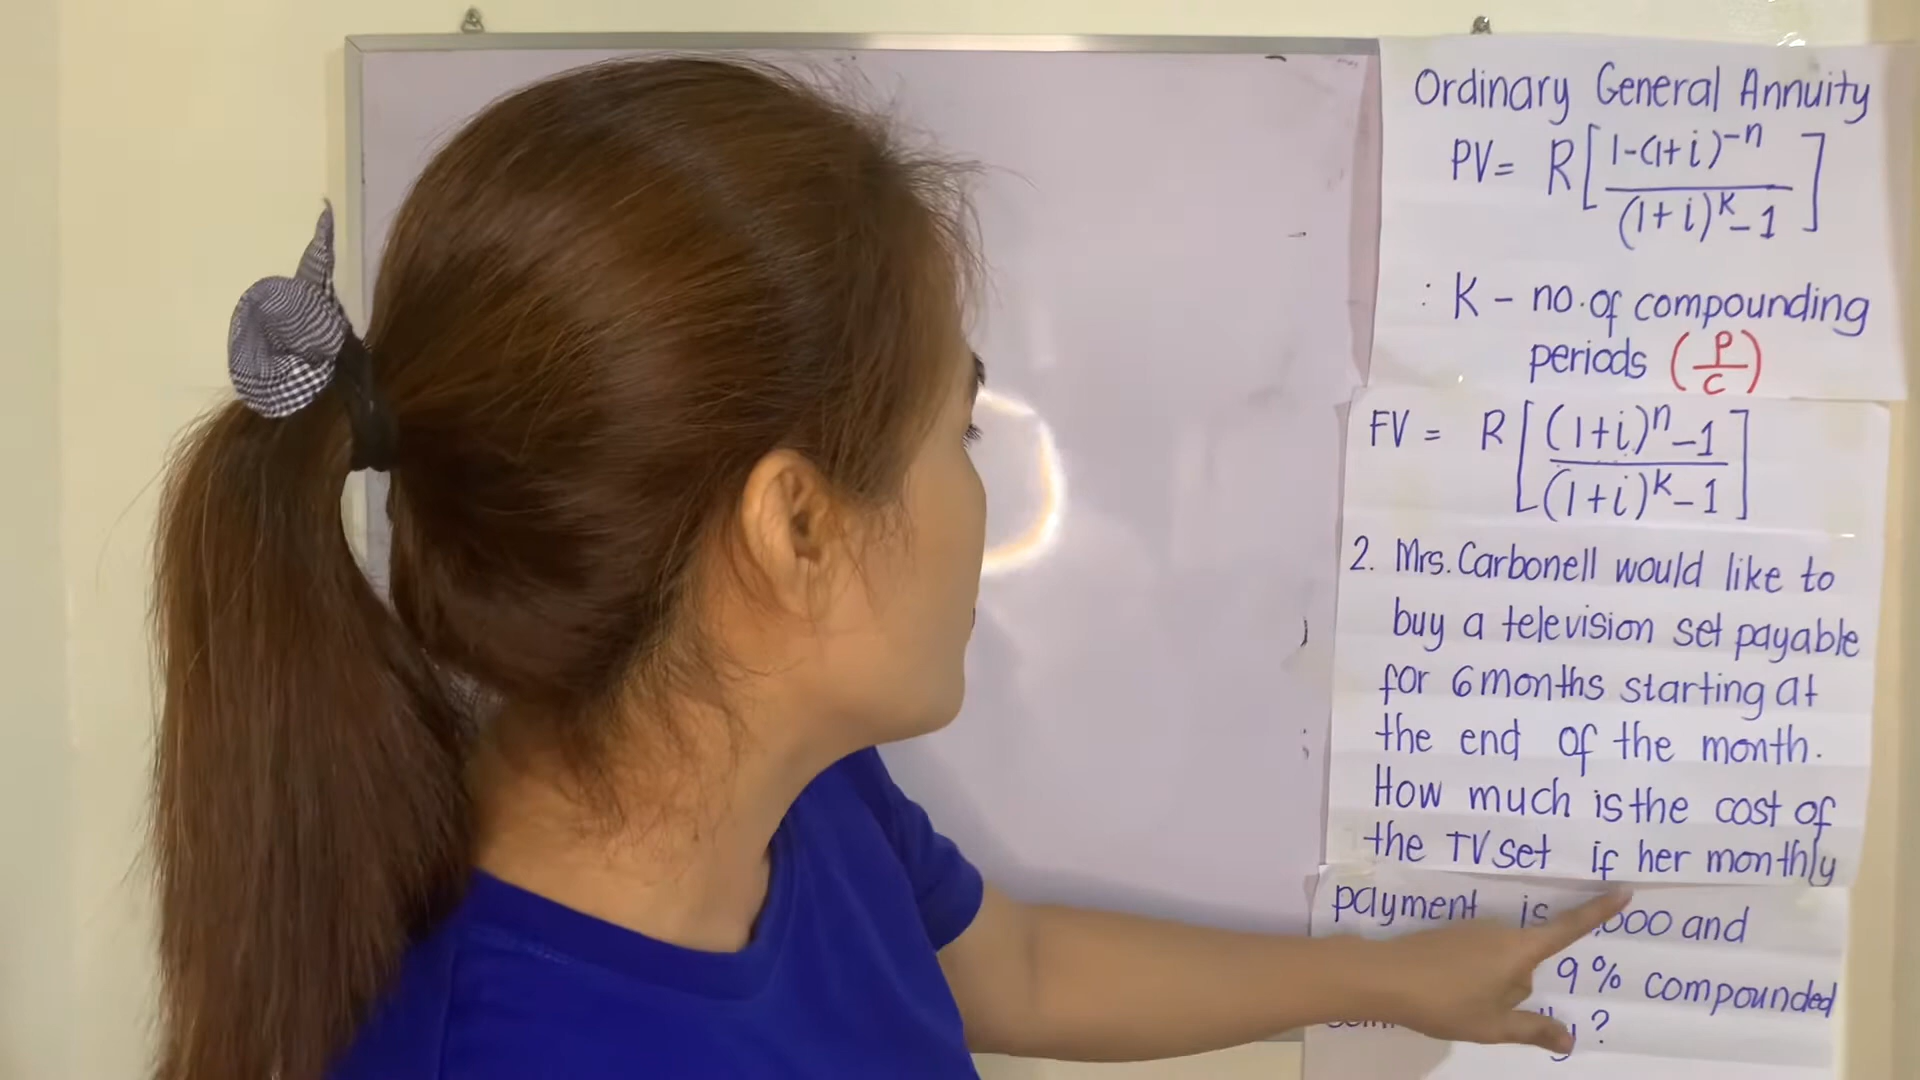 Ordinary General Annuity
PV = R[1-(1+i)^-n / (1+i)^k - 1]
: K - no. of compounding
periods (P/c)
FV = R[(1+i)^n - 1 / (1+i)^k - 1]
2. Mrs. Carbonell would like to
buy a television set payable
for 6 months starting at
the end of the month.
How much is the cost of
the TV set if her monthly
payment is ,000 and
9% compounded
?